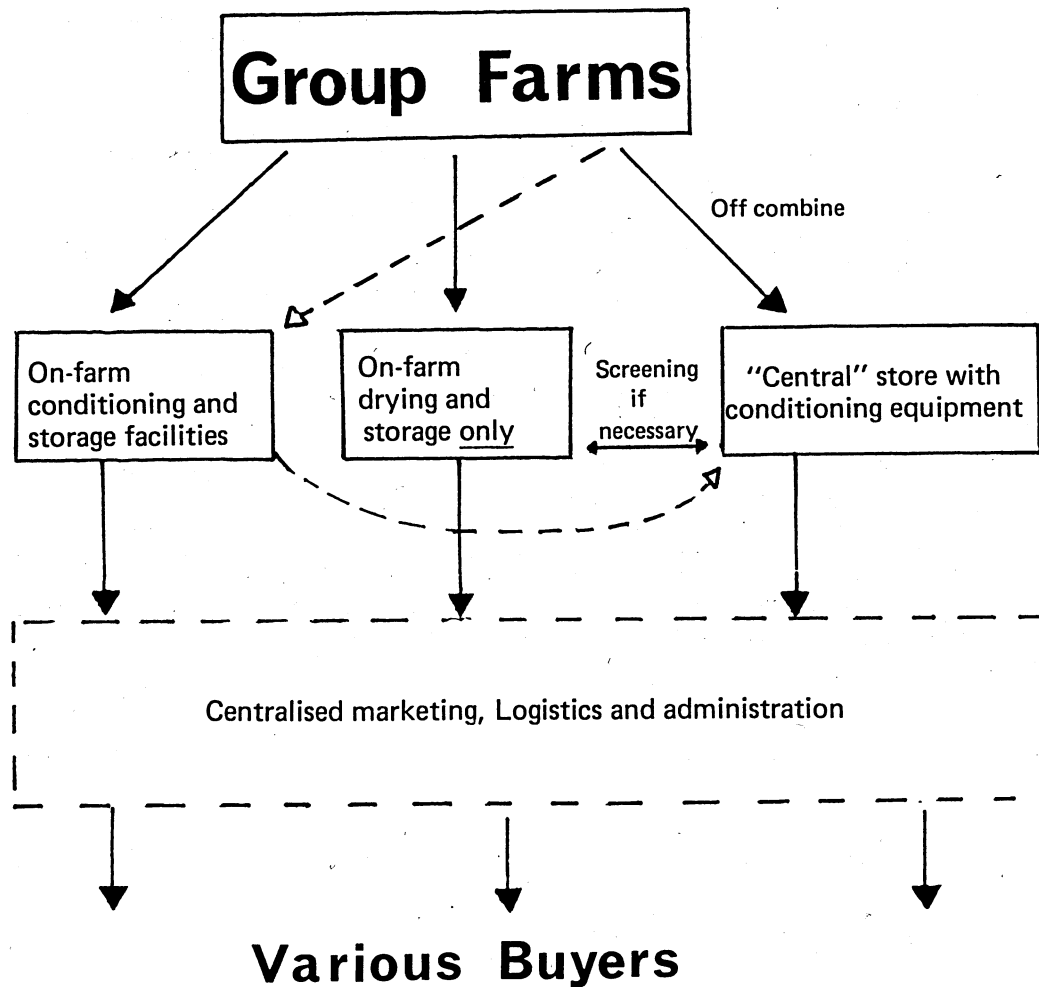 Group Farms
Off combine
On-farm
conditioning and
storage facilities
On-farm
drying and
storage only
Screening
if
necessary
"Central" store with
conditioning equipment
Centralised marketing, Logistics and administration
Various Buyers